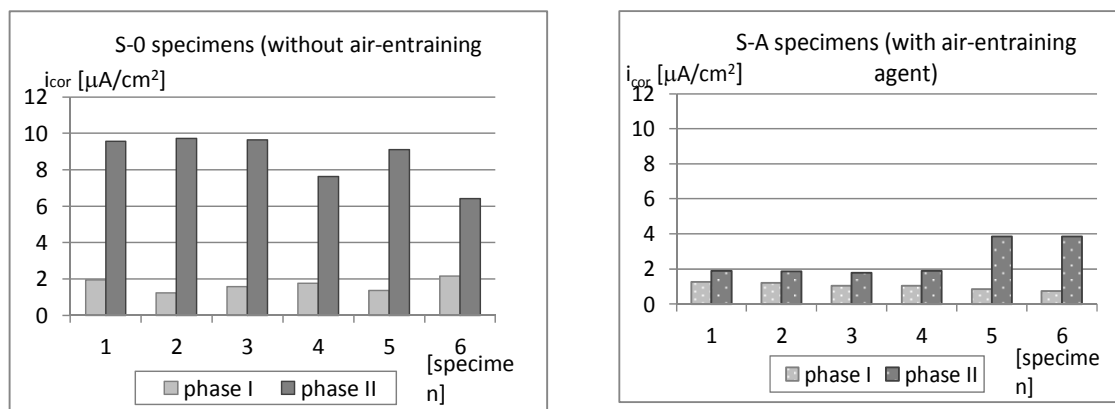 S-0 specimens (without air-entraining
icor [μA/cm²]
12
10
8
6
4
2
0
1 2 3 4 5 6
[specime
n]
phase I phase II
S-A specimens (with air-entraining
agent)
icor [μA/cm²]
12
10
8
6
4
2
0
1 2 3 4 5 6
[specime
n]
phase I phase II